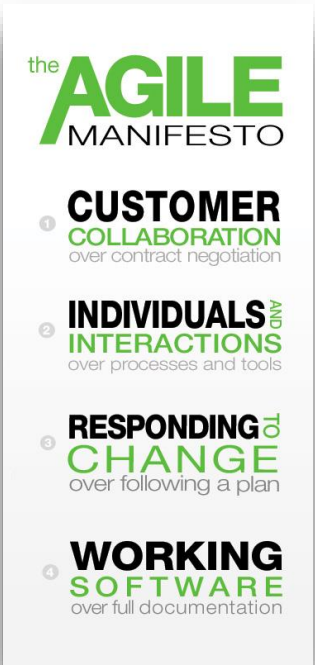 the AGILE
MANIFESTO
1 CUSTOMER
COLLABORATION
over contract negotiation
2 INDIVIDUALS AND
INTERACTIONS
over processes and tools
3 RESPONDING TO
CHANGE
over following a plan
4 WORKING
SOFTWARE
over full documentation